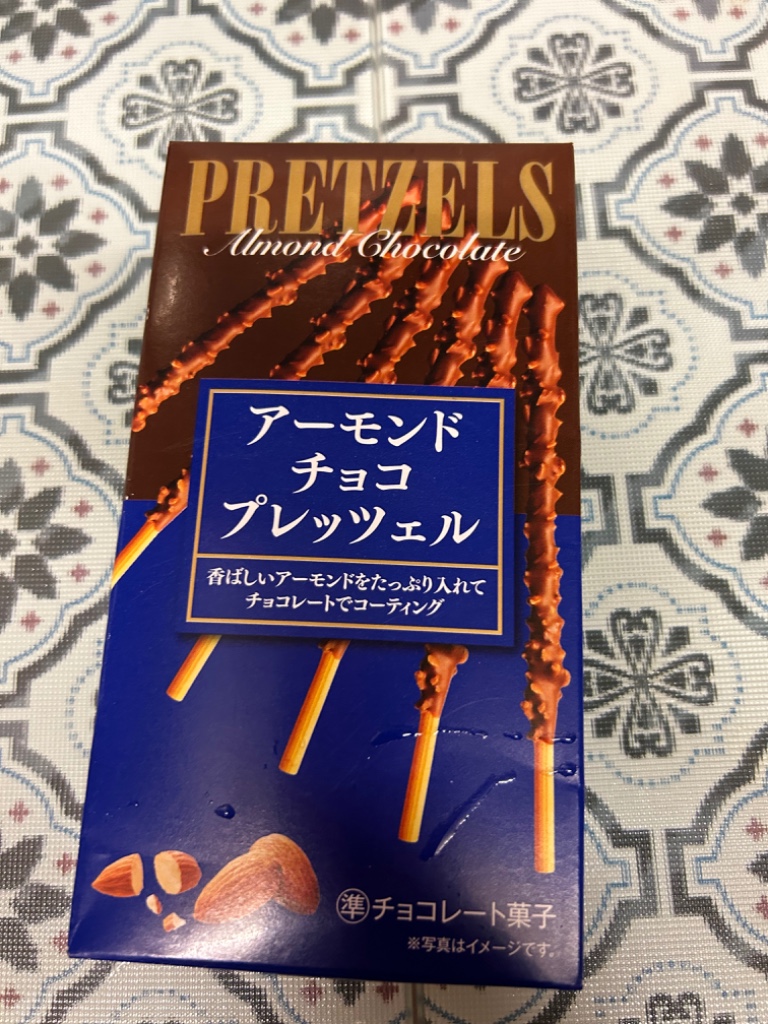 PRETZELS
Almond Chocolate
アーモンド
チョコ
プレッツェル
香ばしいアーモンドをたっぷり入れて
チョコレートでコーティング
㊜チョコレート菓子
※写真はイメージです。